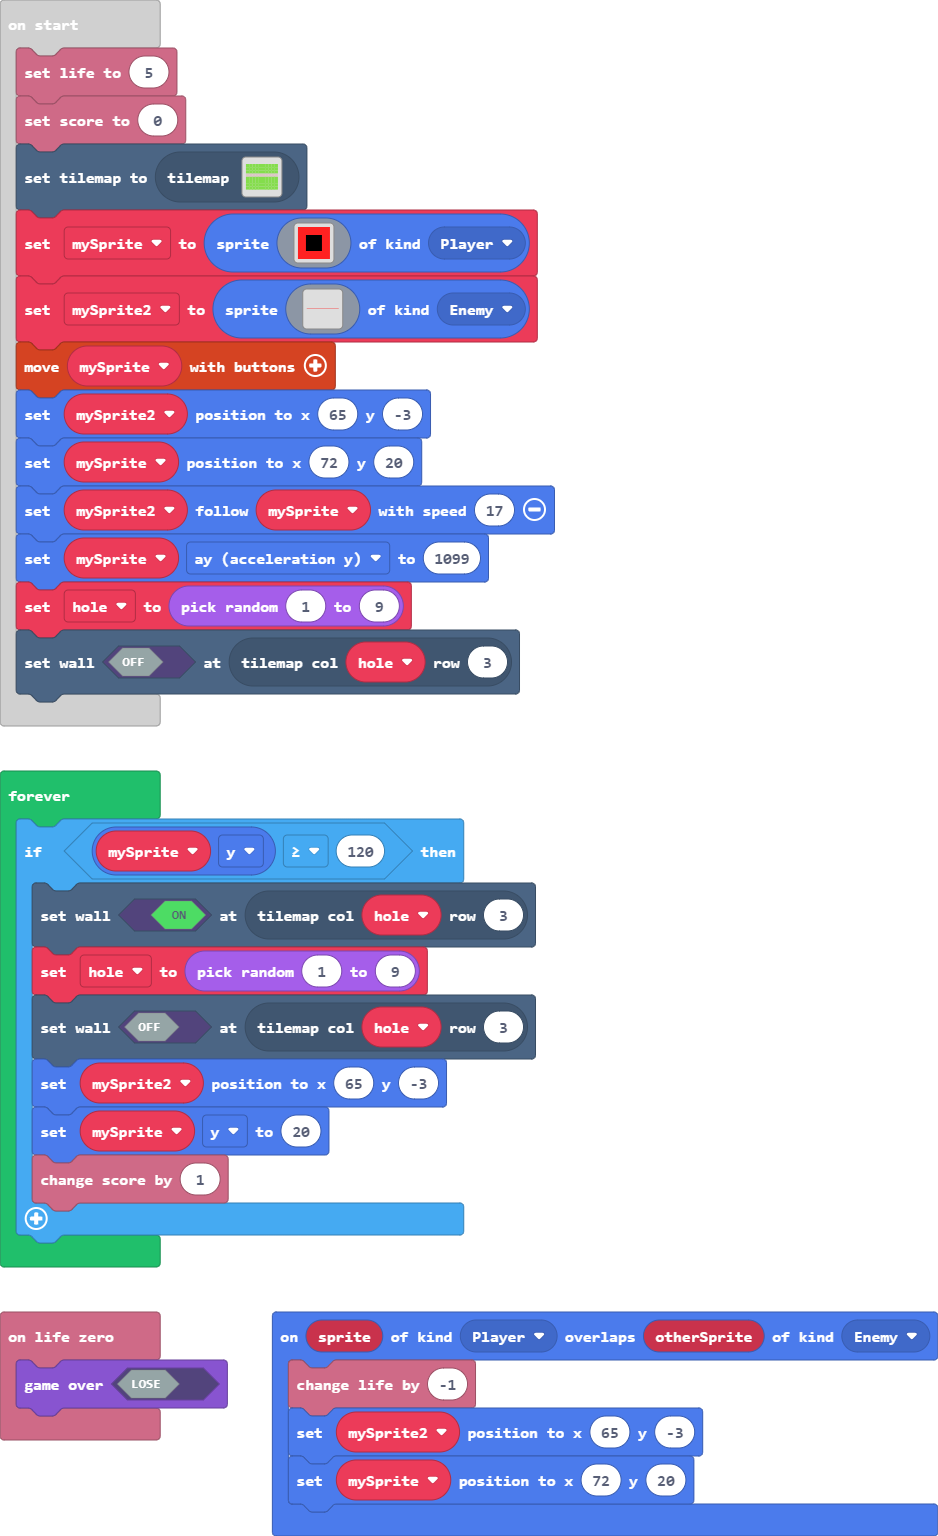 on start
set life to 5
set score to 0
set tilemap to tilemap
set mySprite to sprite of kind Player
set mySprite2 to sprite of kind Enemy
move mySprite with buttons
set mySprite2 position to x 65 y -3
set mySprite position to x 72 y 20
set mySprite2 follow mySprite with speed 17
set mySprite ay (acceleration y) to 1099
set hole to pick random 1 to 9
set wall OFF at tilemap col hole row 3
forever
if mySprite y ≥ 120 then
set wall ON at tilemap col hole row 3
set hole to pick random 1 to 9
set wall OFF at tilemap col hole row 3
set mySprite2 position to x 65 y -3
set mySprite y to 20
change score by 1
on life zero
game over LOSE
on sprite of kind Player overlaps otherSprite of kind Enemy
change life by -1
set mySprite2 position to x 65 y -3
set mySprite position to x 72 y 20